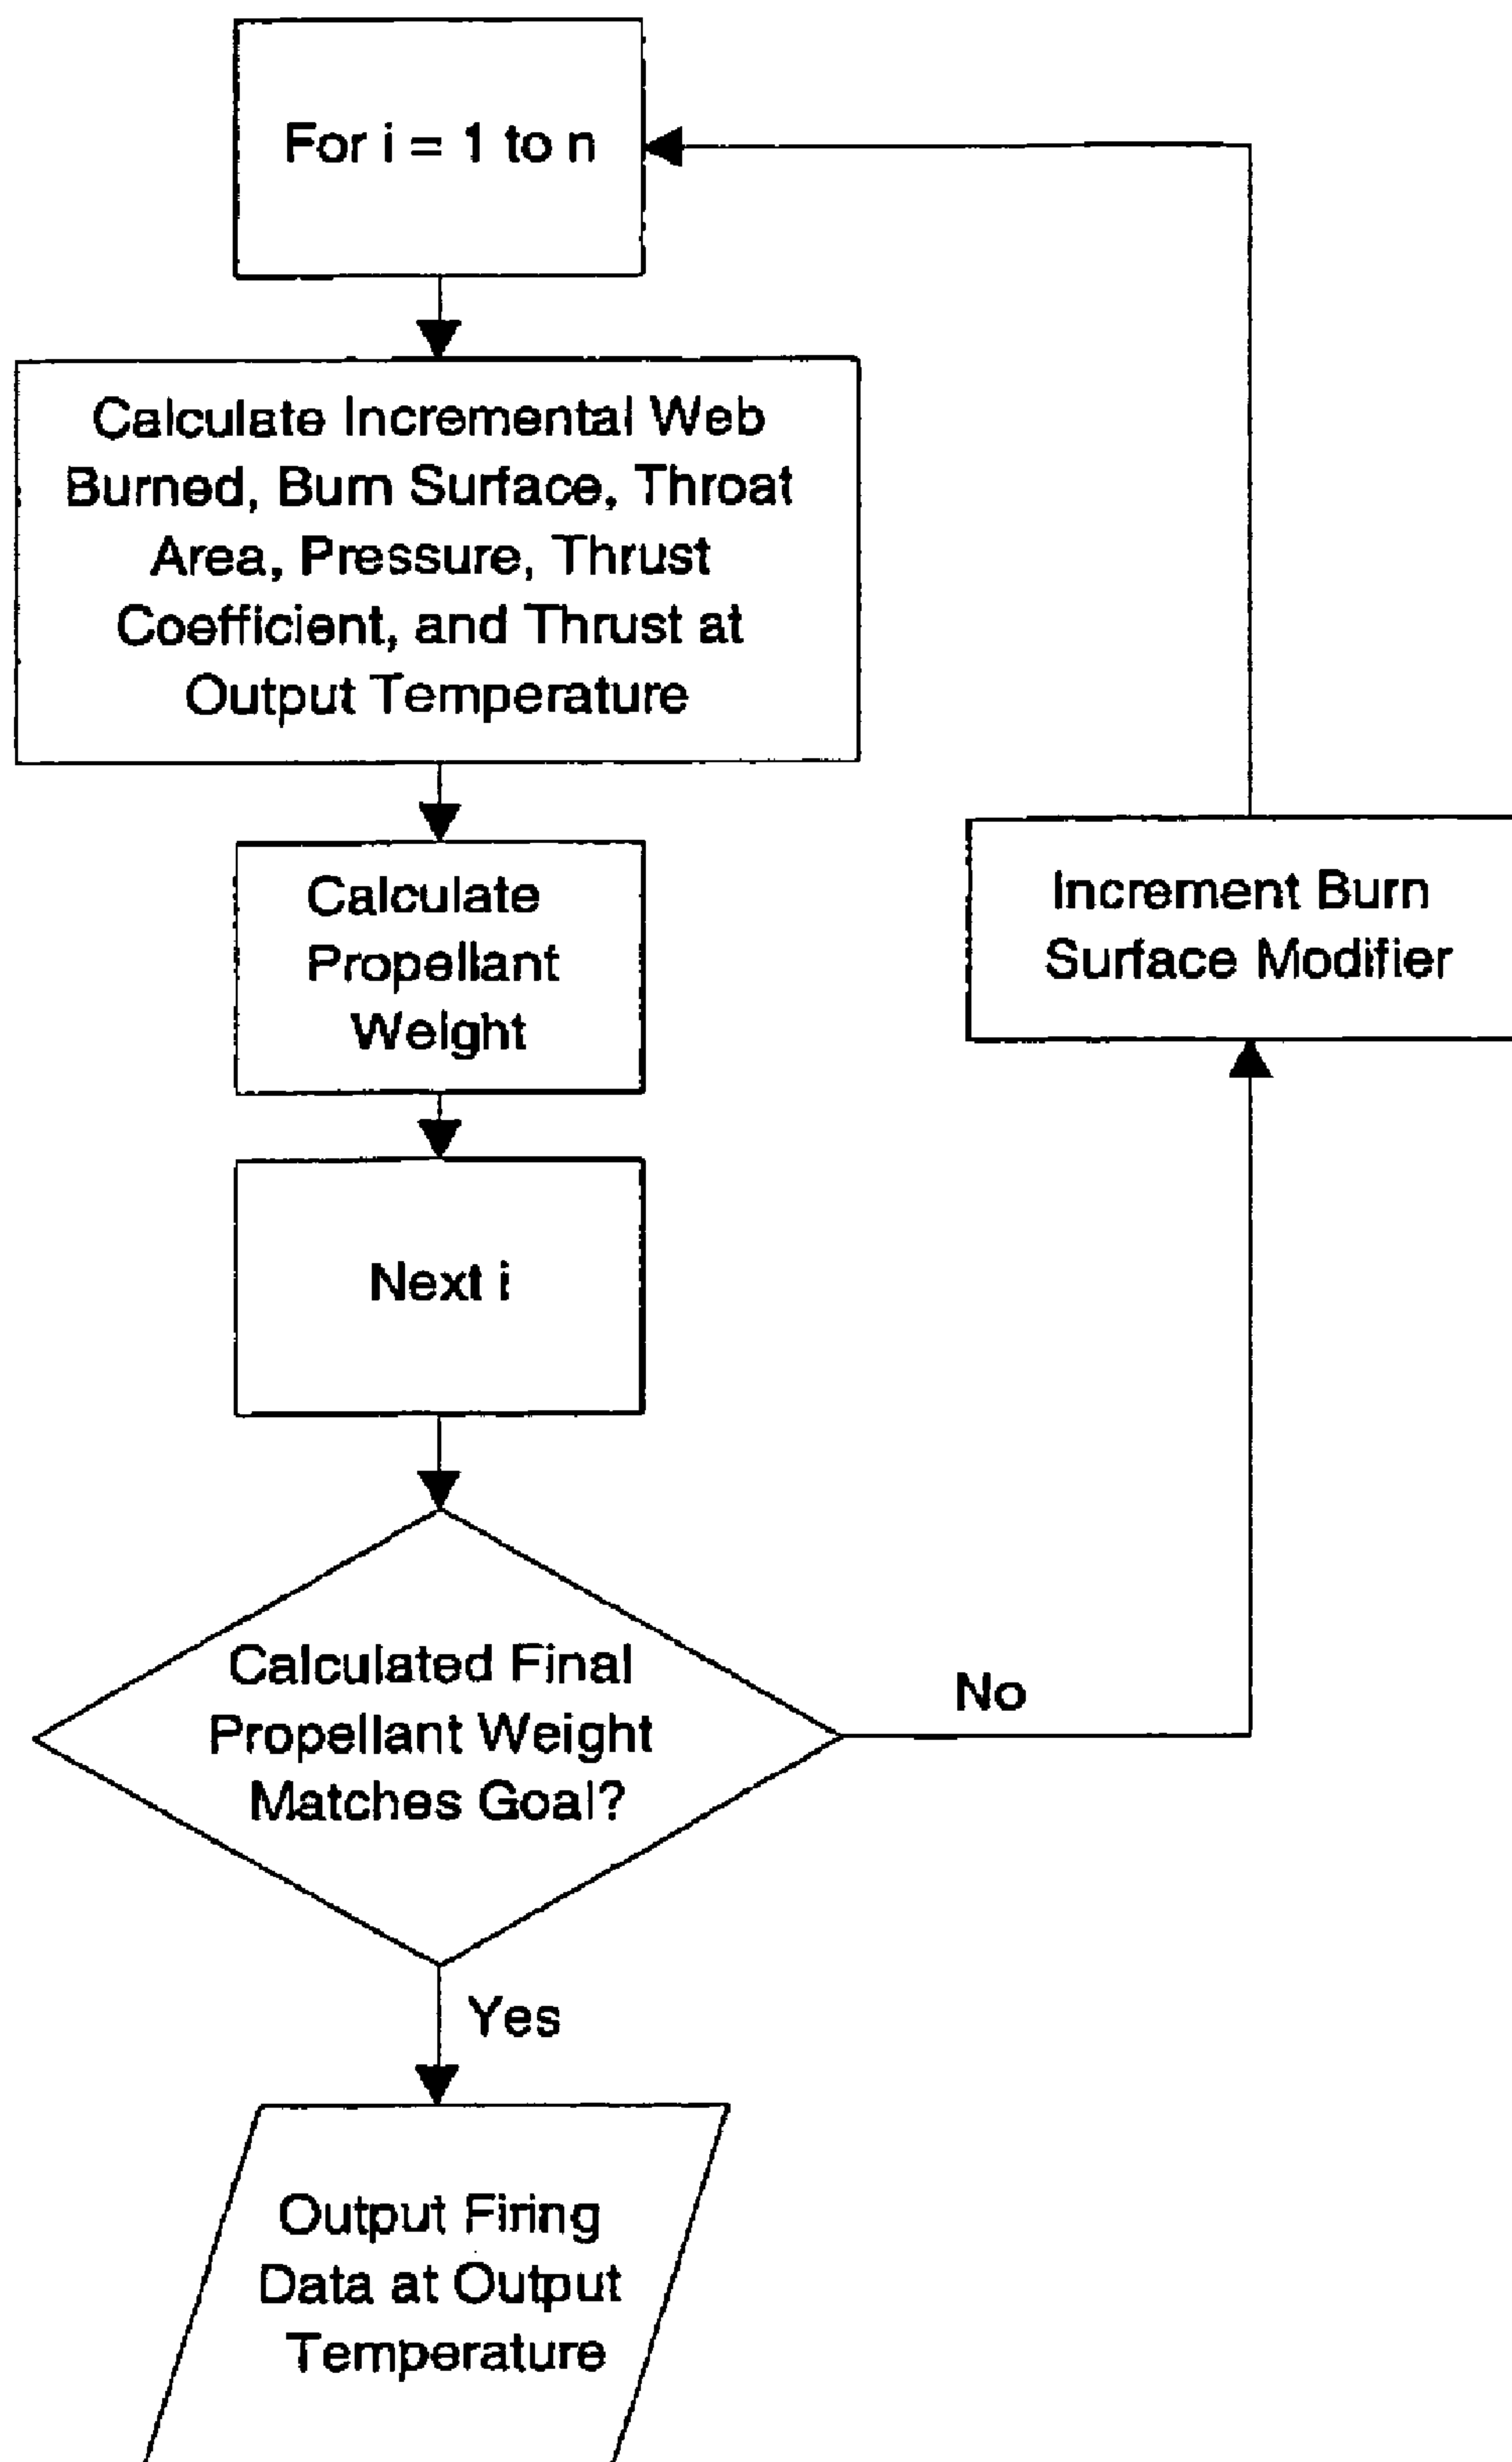 For i = 1 to n
Calculate Incremental Web
Burned, Burn Surface, Throat
Area, Pressure, Thrust
Coefficient, and Thrust at
Output Temperature
Calculate
Propellant
Weight
Increment Burn
Surface Modifier
Next i
Calculated Final
Propellant Weight
Matches Goal?
No
Yes
Output Firing
Data at Output
Temperature